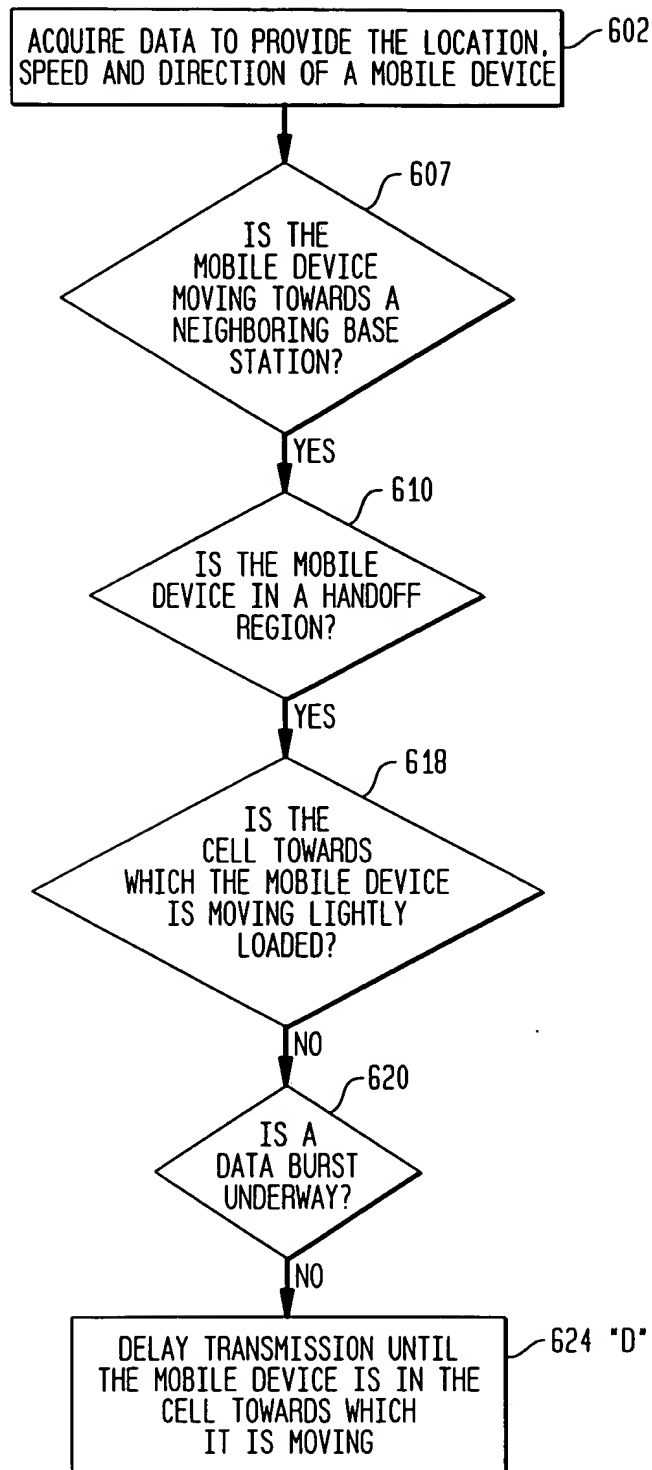 ACQUIRE DATA TO PROVIDE THE LOCATION,
SPEED AND DIRECTION OF A MOBILE DEVICE
602
607
IS THE
MOBILE DEVICE
MOVING TOWARDS A
NEIGHBORING BASE
STATION?
YES
610
IS THE MOBILE
DEVICE IN A HANDOFF
REGION?
YES
618
IS THE
CELL TOWARDS
WHICH THE MOBILE DEVICE
IS MOVING LIGHTLY
LOADED?
NO
620
IS A
DATA BURST
UNDERWAY?
NO
624 "D"
DELAY TRANSMISSION UNTIL
THE MOBILE DEVICE IS IN THE
CELL TOWARDS WHICH
IT IS MOVING